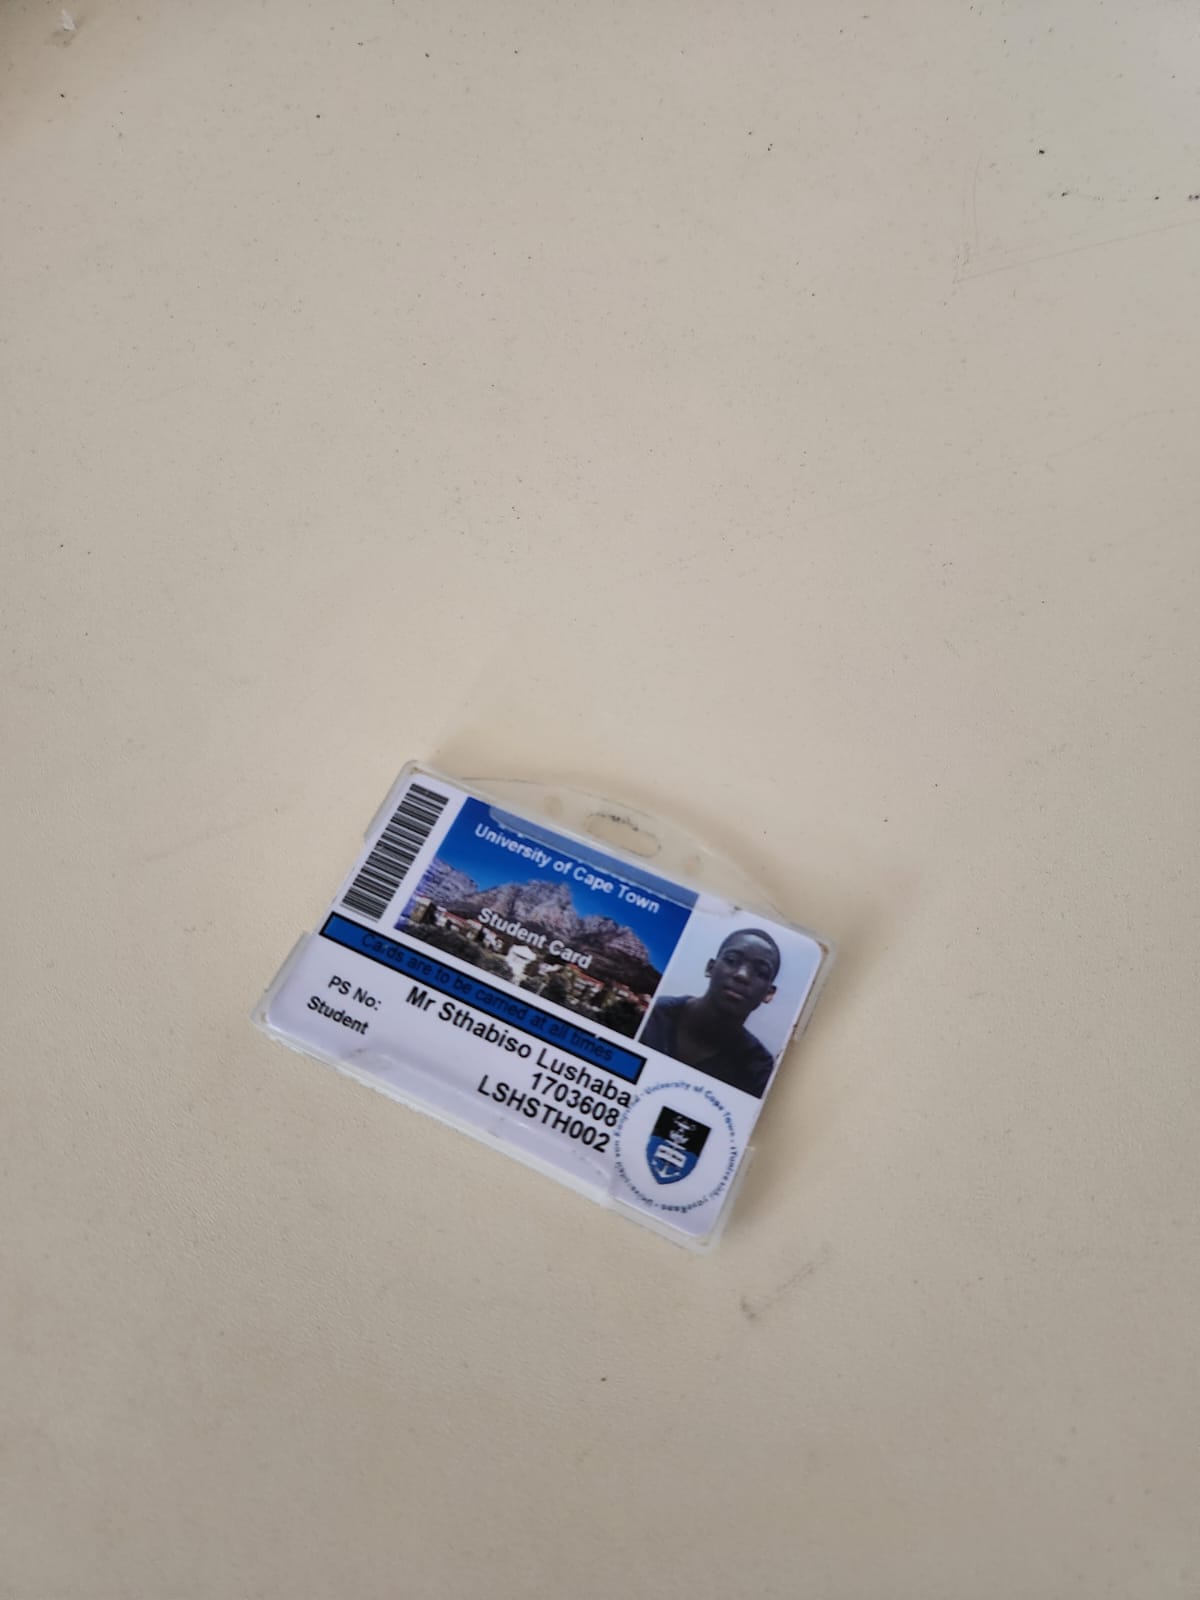 University of Cape Town
Student Card
Cards are to be carried at all times
Mr Sthabiso Lushaba
PS No: 1703608
Student LSHSTH002
University of Cape Town